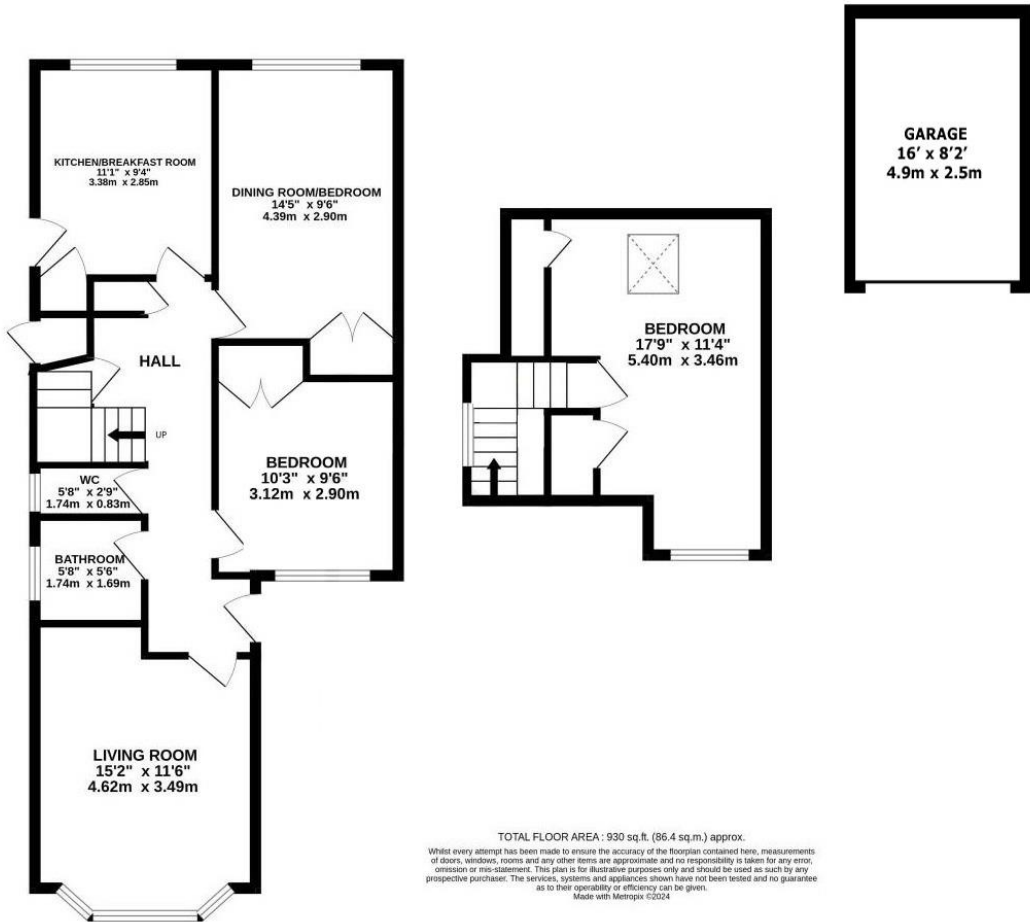 KITCHEN/BREAKFAST ROOM
11'1" x 9'4"
3.38m x 2.85m
DINING ROOM/BEDROOM
14'5" x 9'6"
4.39m x 2.90m
HALL
UP
WC
5'8" x 2'9"
1.74m x 0.83m
BATHROOM
5'8" x 5'6"
1.74m x 1.69m
BEDROOM
10'3" x 9'6"
3.12m x 2.90m
LIVING ROOM
15'2" x 11'6"
4.62m x 3.49m
BEDROOM
17'9" x 11'4"
5.40m x 3.46m
GARAGE
16’ x 8’2’
4.9m x 2.5m
TOTAL FLOOR AREA : 930 sq.ft. (86.4 sq.m.) approx.
Whilst every attempt has been made to ensure the accuracy of the floorplan contained here, measurements
of doors, windows, rooms and any other items are approximate and no responsibility is taken for any error,
omission or mis-statement. This plan is for illustrative purposes only and should be used as such by any
prospective purchaser. The services, systems and appliances shown have not been tested and no guarantee
as to their operability or efficiency can be given.
Made with Metropix ©2024